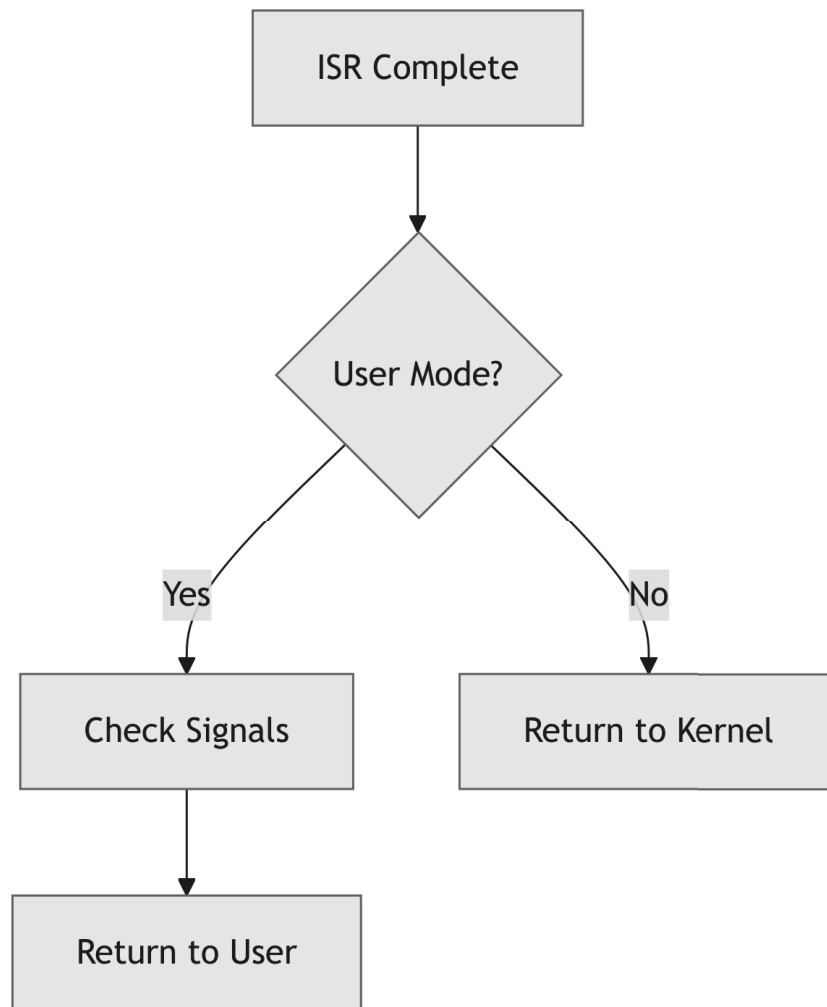 ISR Complete
User Mode?
Yes
No
Check Signals
Return to Kernel
Return to User